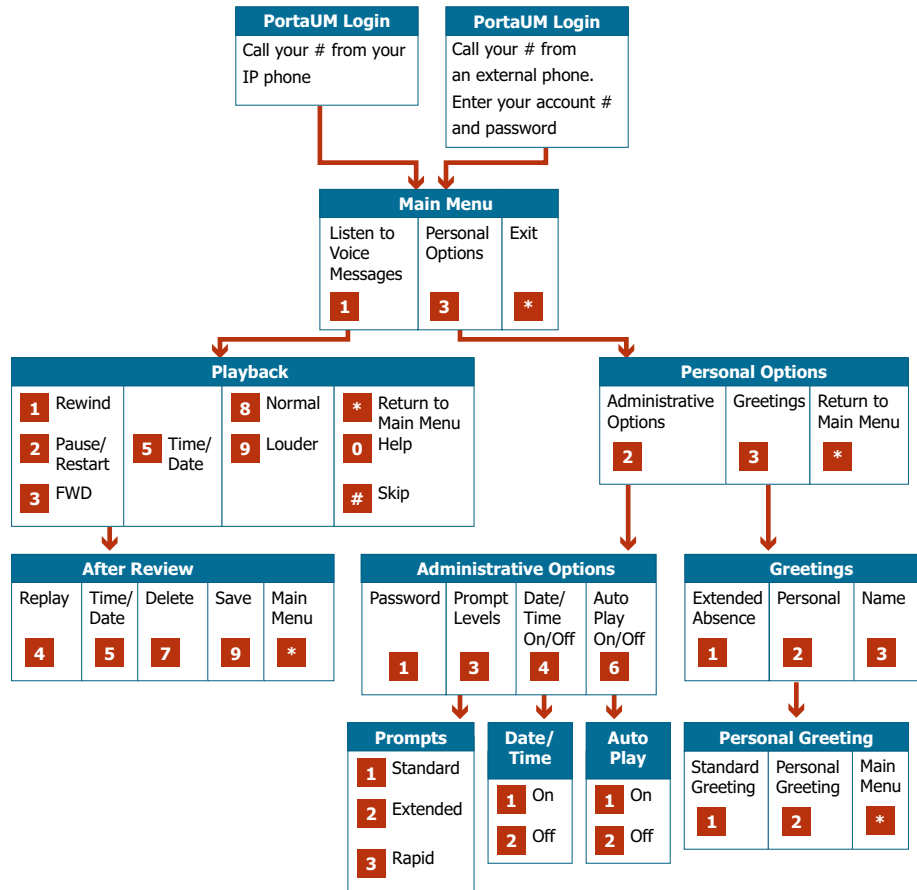 PortaUM Login
Call your # from your
IP phone
PortaUM Login
Call your # from
an external phone.
Enter your account #
and password
Main Menu
Listen to
Voice
Messages
1
Personal
Options
3
Exit
*
Playback
1 Rewind
2 Pause/
Restart
3 FWD
5 Time/
Date
8 Normal
9 Louder
* Return to
Main Menu
0 Help
# Skip
Personal Options
Administrative
Options
2
Greetings
3
Return to
Main Menu
*
After Review
Replay
4
Time/
Date
5
Delete
7
Save
9
Main
Menu
*
Administrative Options
Password
1
Prompt
Levels
3
Date/
Time
On/Off
4
Auto
Play
On/Off
6
Greetings
Extended
Absence
1
Personal
2
Name
3
Prompts
1 Standard
2 Extended
3 Rapid
Date/
Time
1 On
2 Off
Auto
Play
1 On
2 Off
Personal Greeting
Standard
Greeting
1
Personal
Greeting
2
Main
Menu
*